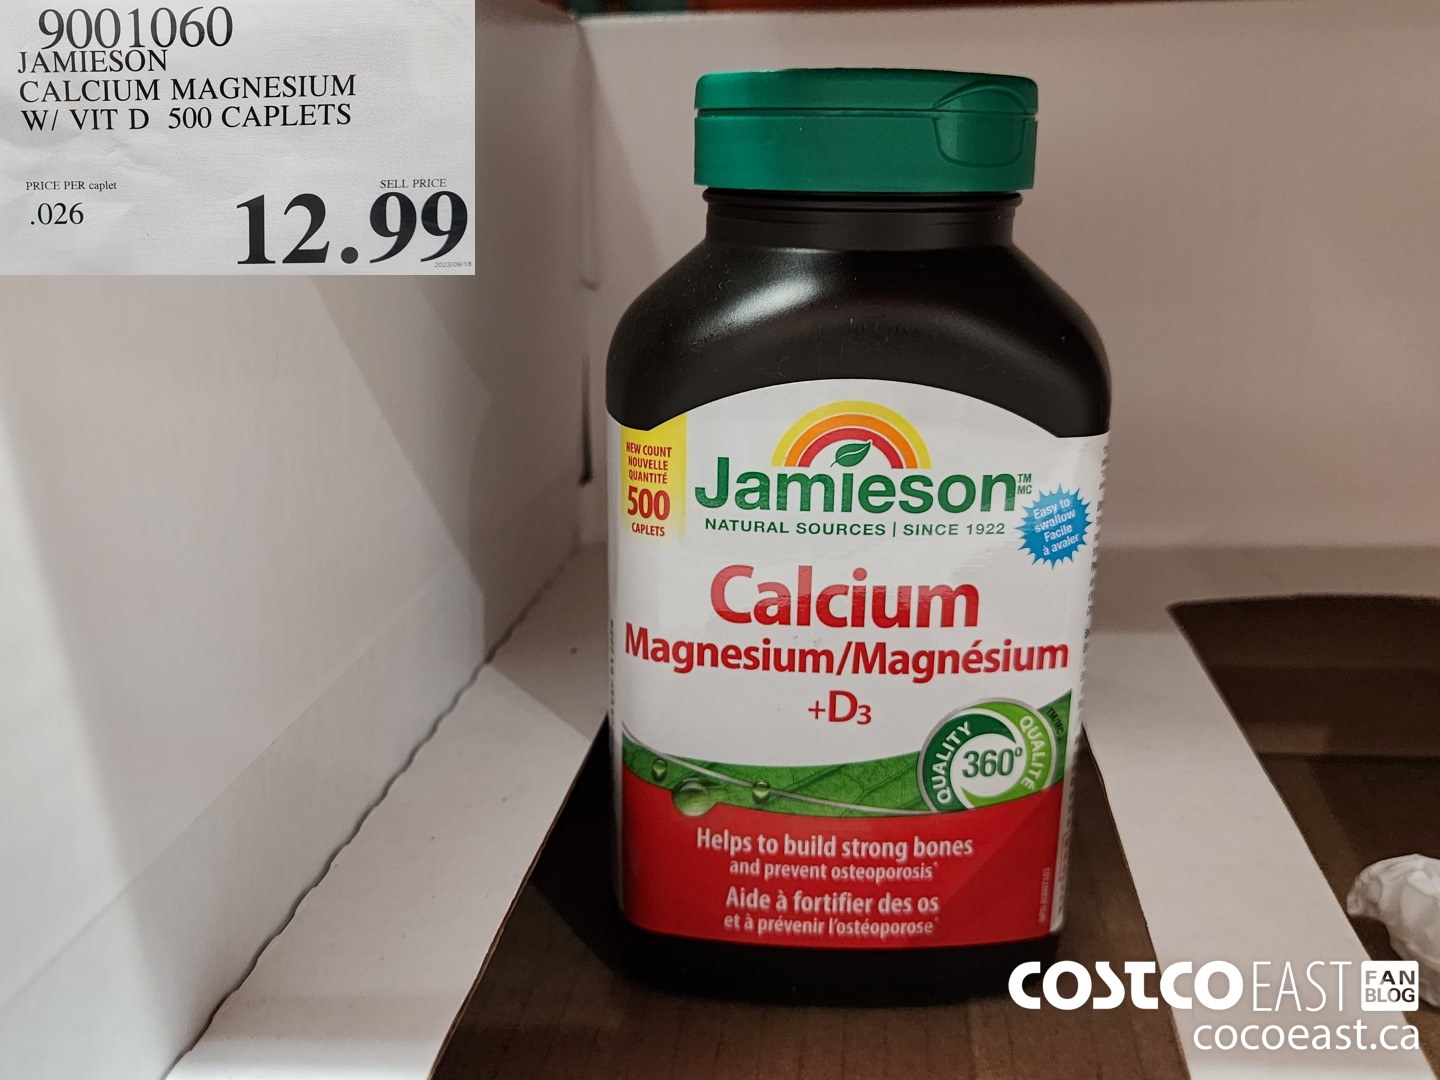 9001060
JAMIESON
CALCIUM MAGNESIUM
W/ VIT D 500 CAPLETS
PRICE PER caplet
.026
SELL PRICE
12.99
2023/09/18
NEW COUNT
NOUVELLE
QUANTITÉ
500
CAPLETS
Jamieson TM MC
NATURAL SOURCES | SINCE 1922
Easy to
swallow
Facile
à avaler
Calcium
Magnesium/Magnésium
+D3
QUALITY 360° QUALITÉ TM/MC
Helps to build strong bones
and prevent osteoporosis*
Aide à fortifier des os
et à prévenir l'ostéoporose*
COSTCO EAST FAN
BLOG
cocoeast.ca